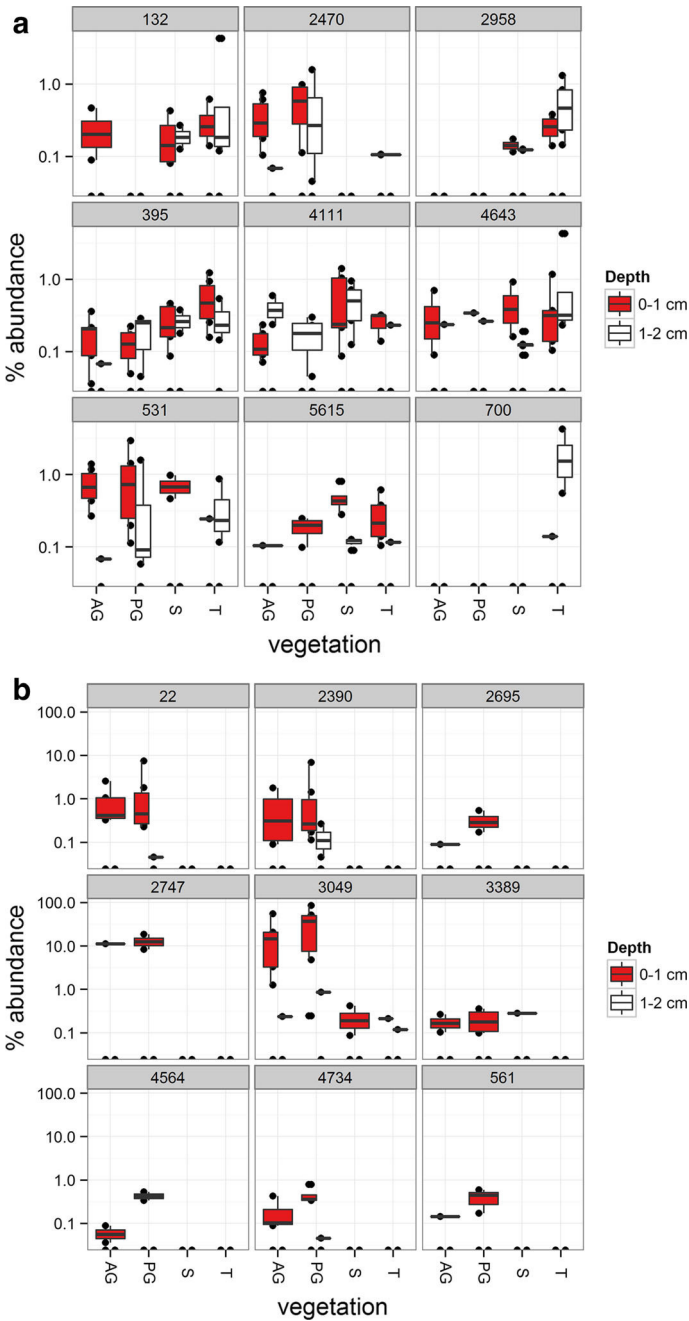 a
132 2470 2958
1.0
0.1
395 4111 4643
1.0
0.1
531 5615 700
1.0
0.1
% abundance
AG PG S T AG PG S T AG PG S T
vegetation
Depth
0-1 cm
1-2 cm
b
22 2390 2695
100.0
10.0
1.0
0.1
2747 3049 3389
100.0
10.0
1.0
0.1
4564 4734 561
100.0
10.0
1.0
0.1
% abundance
AG PG S T AG PG S T AG PG S T
vegetation
Depth
0-1 cm
1-2 cm